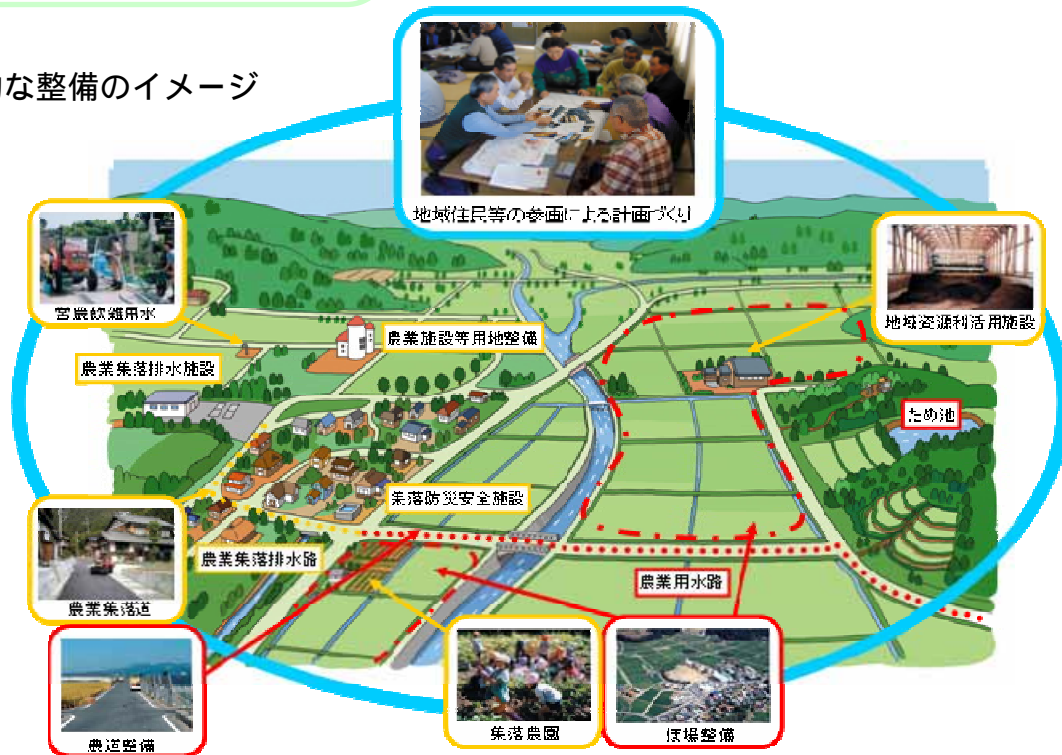 な整備のイメージ
地域住民等の参画による計画づくり
営農飲雑用水
地域資源利活用施設
農業施設等用地整備
農業集落排水施設
ため池
集落防災安全施設
農業集落排水路
農業用水路
農業集落道
農道整備
集落農園
ほ場整備